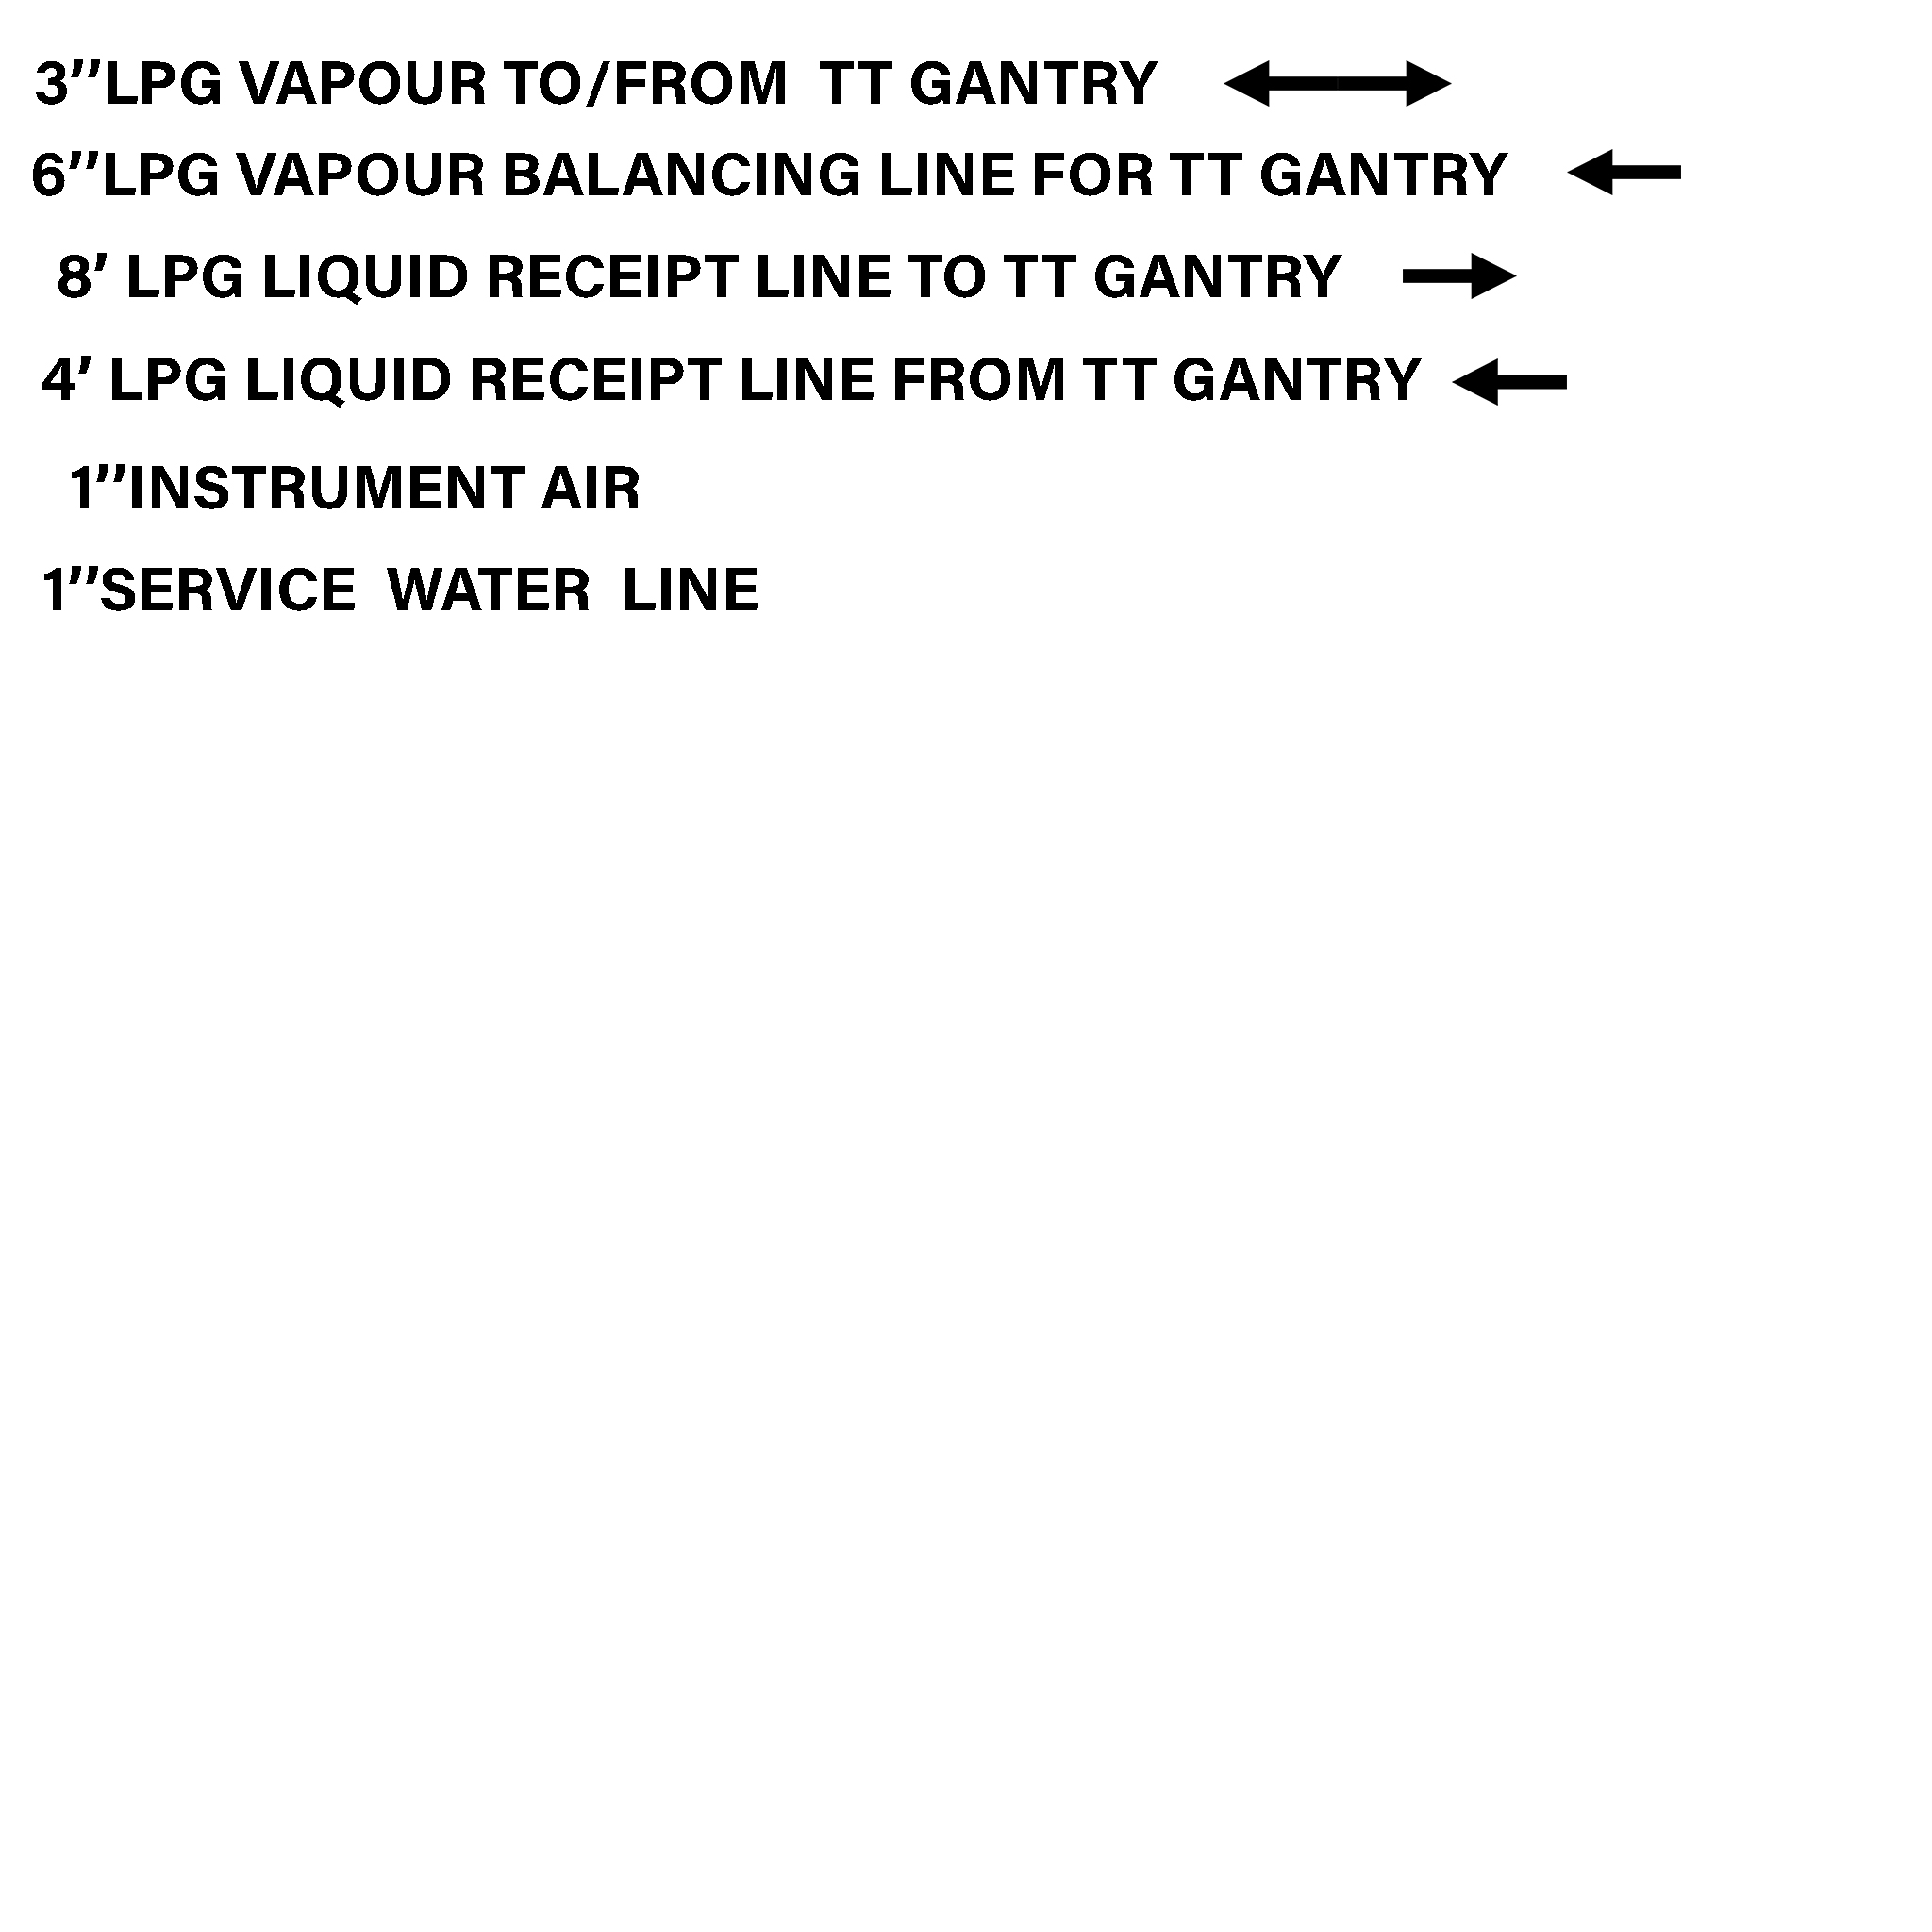 3’’LPG VAPOUR TO/FROM TT GANTRY
6’’LPG VAPOUR BALANCING LINE FOR TT GANTRY
8’ LPG LIQUID RECEIPT LINE TO TT GANTRY
4’ LPG LIQUID RECEIPT LINE FROM TT GANTRY
1’’INSTRUMENT AIR
1’’SERVICE WATER LINE